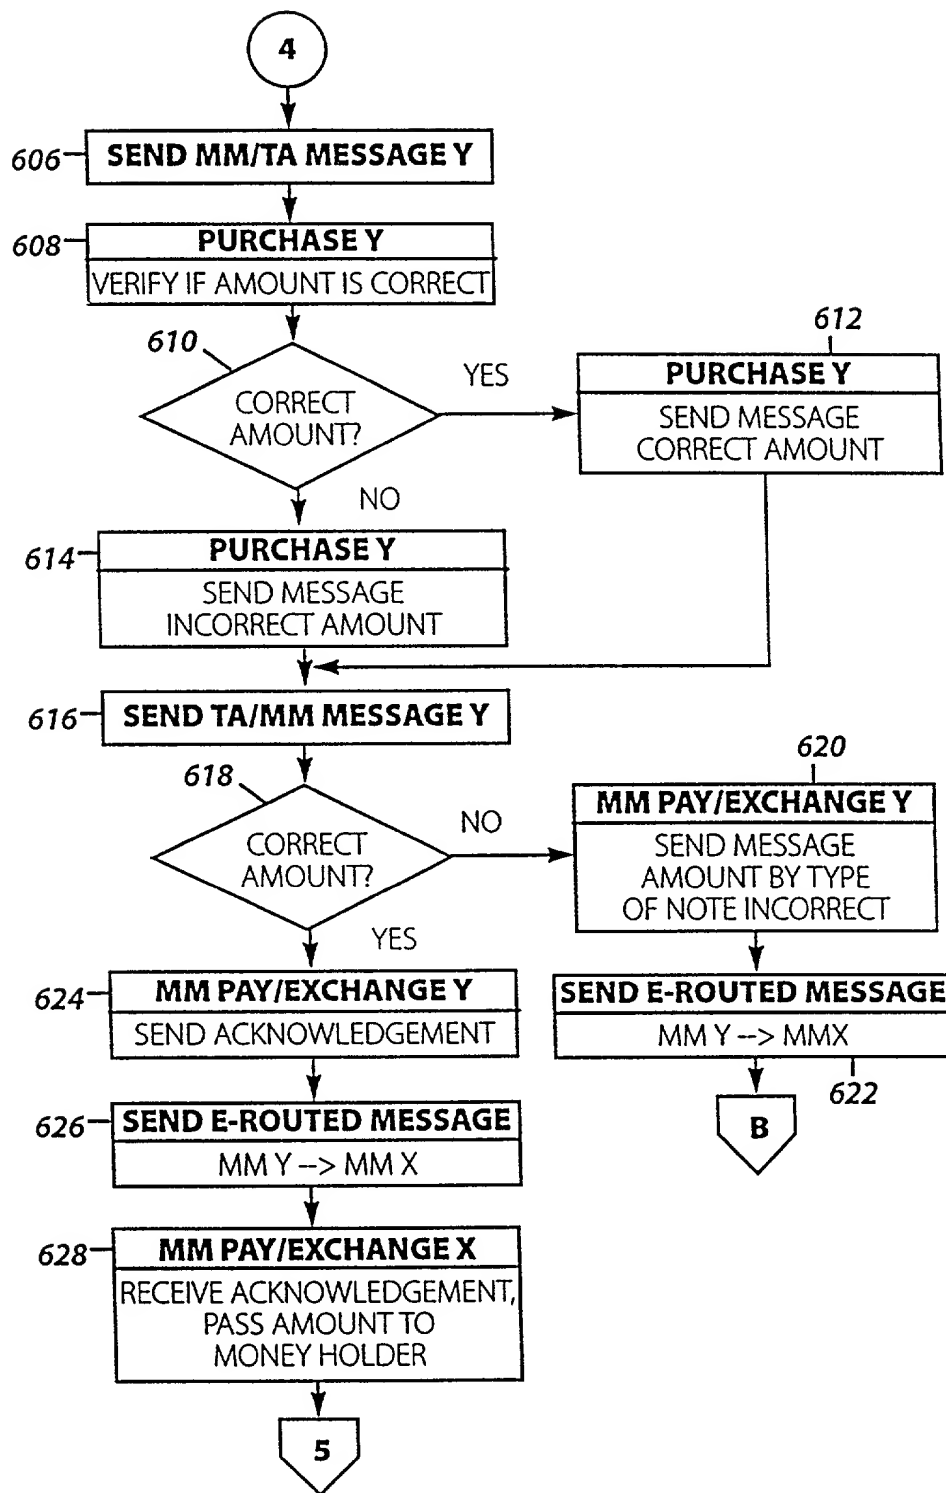 4
606
SEND MM/TA MESSAGE Y
608
PURCHASE Y
VERIFY IF AMOUNT IS CORRECT
610
CORRECT
AMOUNT?
YES
612
PURCHASE Y
SEND MESSAGE
CORRECT AMOUNT
NO
614
PURCHASE Y
SEND MESSAGE
INCORRECT AMOUNT
616
SEND TA/MM MESSAGE Y
618
CORRECT
AMOUNT?
NO
620
MM PAY/EXCHANGE Y
SEND MESSAGE
AMOUNT BY TYPE
OF NOTE INCORRECT
YES
624
MM PAY/EXCHANGE Y
SEND ACKNOWLEDGEMENT
SEND E-ROUTED MESSAGE
MM Y --> MMX
622
B
626
SEND E-ROUTED MESSAGE
MM Y --> MM X
628
MM PAY/EXCHANGE X
RECEIVE ACKNOWLEDGEMENT,
PASS AMOUNT TO
MONEY HOLDER
5